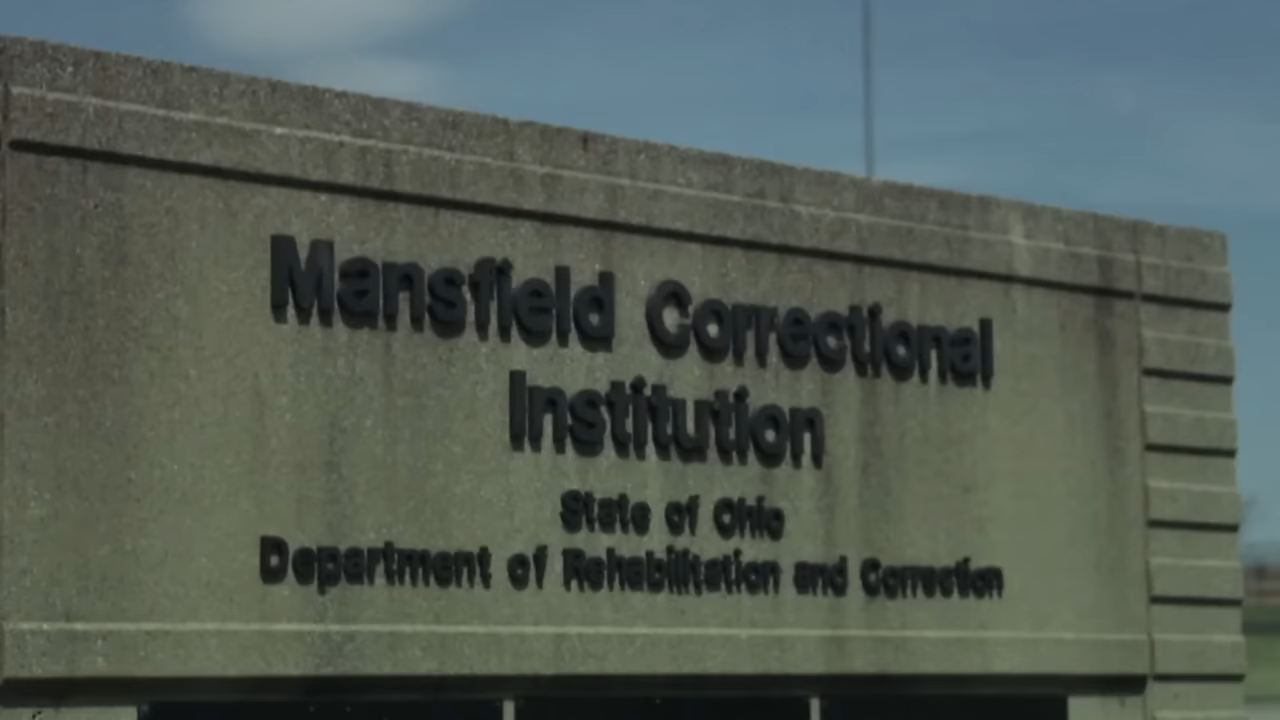 Mansfield Correctional
Institution
State of Ohio
Department of Rehabilitation and Correction